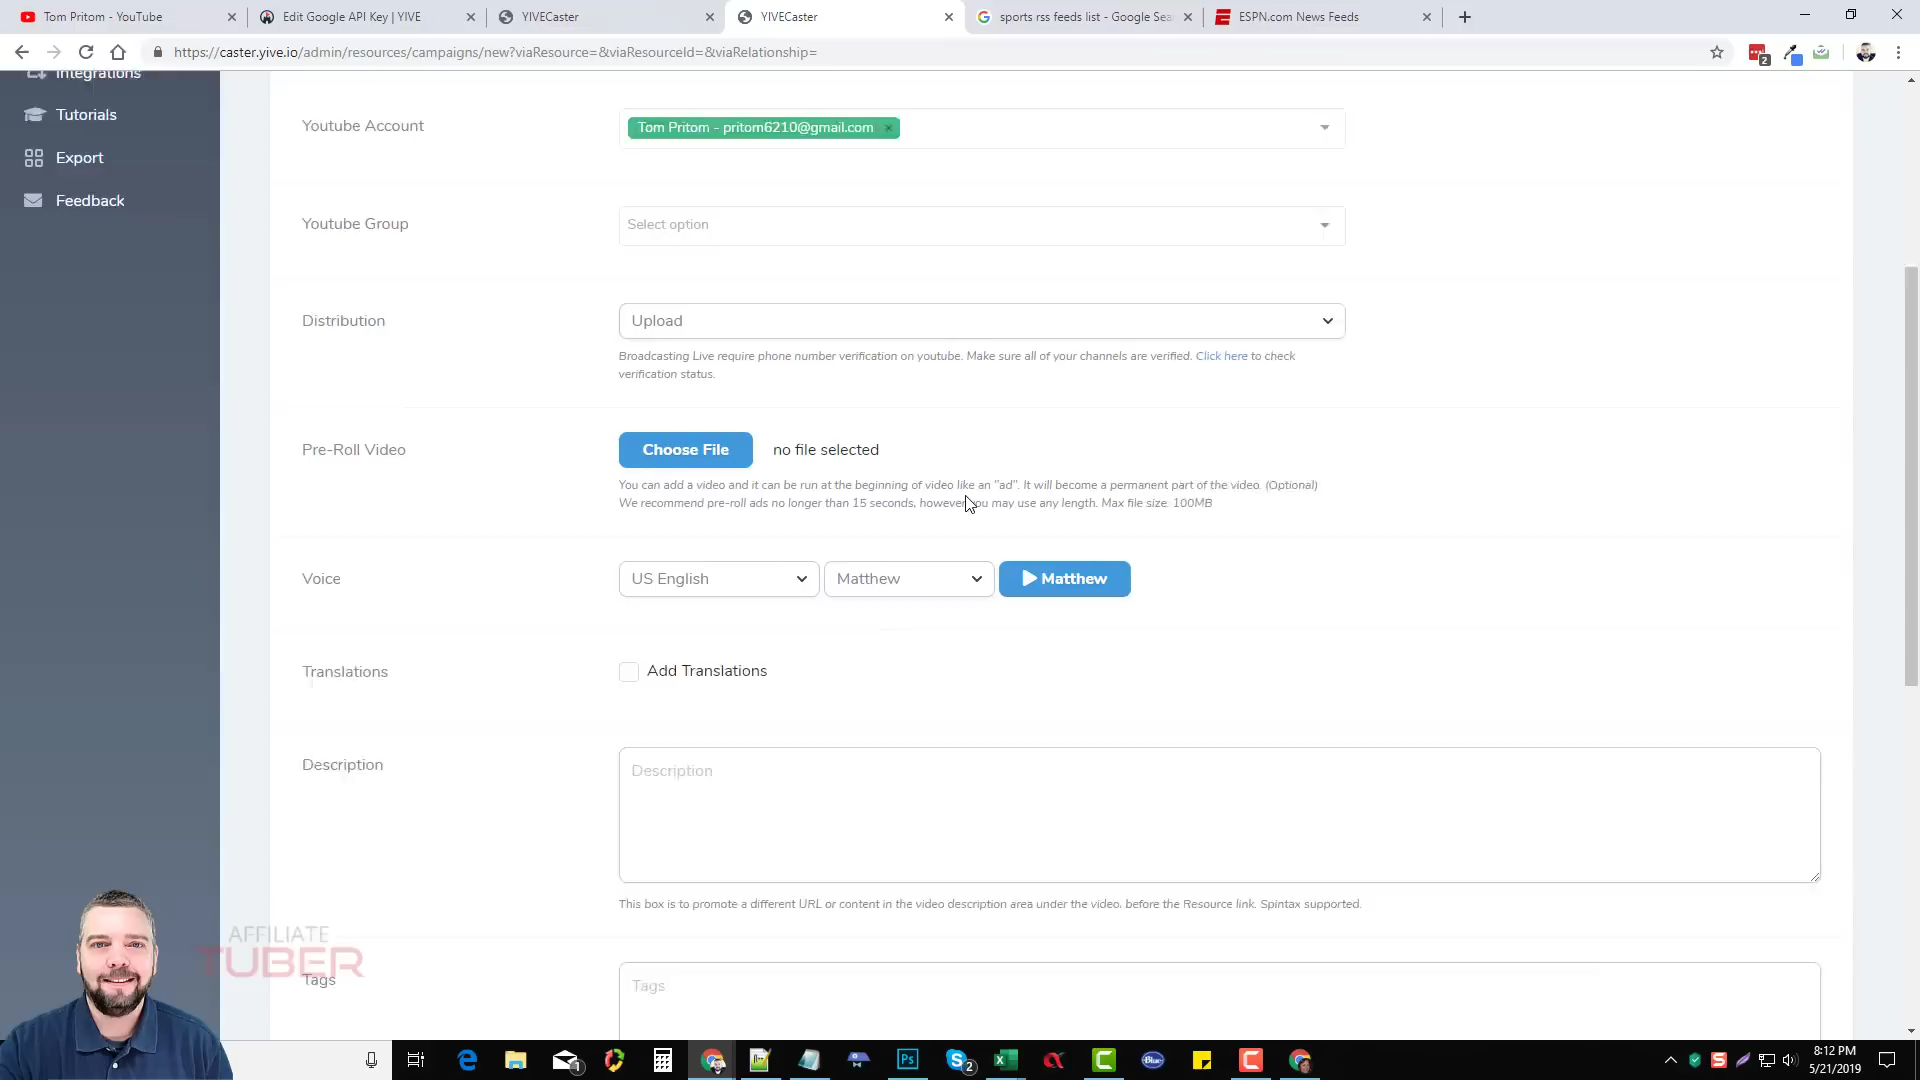 Tom Pritom - YouTube
Edit Google API Key | YIVE
YIVECaster
YIVECaster
sports rss feeds list - Google Sea
ESPN.com News Feeds
https://caster.yive.io/admin/resources/campaigns/new?viaResource=&viaResourceId=&viaRelationship=
2
Integrations
Tutorials
Export
Feedback
Youtube Account
Tom Pritom - pritom6210@gmail.com
Youtube Group
Select option
Distribution
Upload
Broadcasting Live require phone number verification on youtube. Make sure all of your channels are verified. Click here to check
verification status.
Pre-Roll Video
Choose File
no file selected
You can add a video and it can be run at the beginning of video like an "ad". It will become a permanent part of the video. (Optional)
We recommend pre-roll ads no longer than 15 seconds, however you may use any length. Max file size. 100MB
Voice
US English
Matthew
Matthew
Translations
Add Translations
Description
Description
This box is to promote a different URL or content in the video description area under the video, before the Resource link. Spintax supported.
AFFILIATE
TUBER
Tags
Tags
1
Ps
2
Blue
8:12 PM
5/21/2019